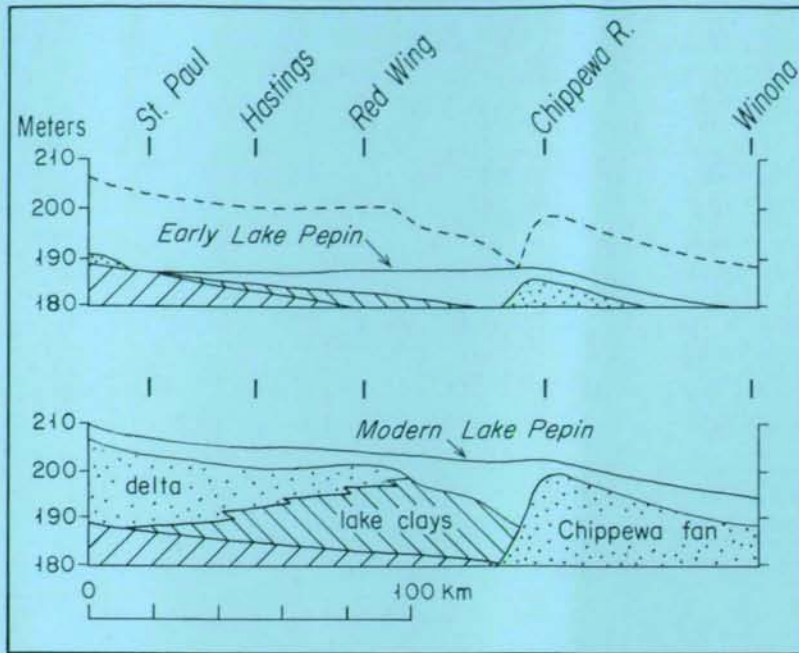 St. Paul
Hastings
Red Wing
Chippewa R.
Winona
Meters
210
200
190
180
Early Lake Pepin
210
200
190
180
Modern Lake Pepin
delta
lake clays
Chippewa fan
0
100 Km